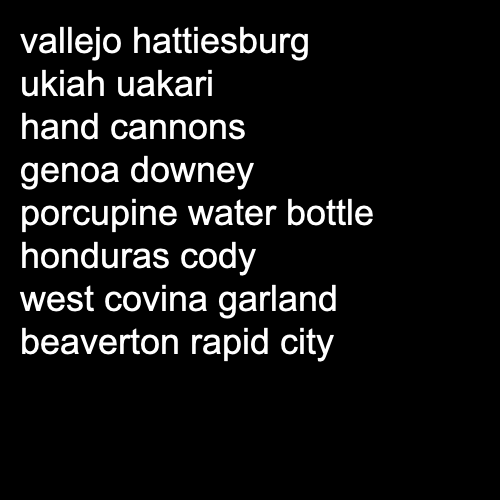 vallejo hattiesburg
ukiah uakari
hand cannons
genoa downey
porcupine water bottle
honduras cody
west covina garland
beaverton rapid city